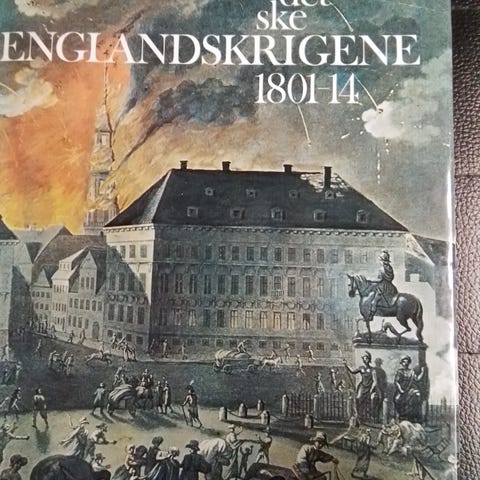 det
ske
ENGLANDSKRIGENE
1801-14